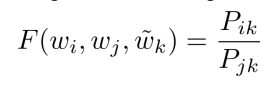 F(w_i, w_j, \tilde{w}_k) = \frac{P_{ik}}{P_{jk}}